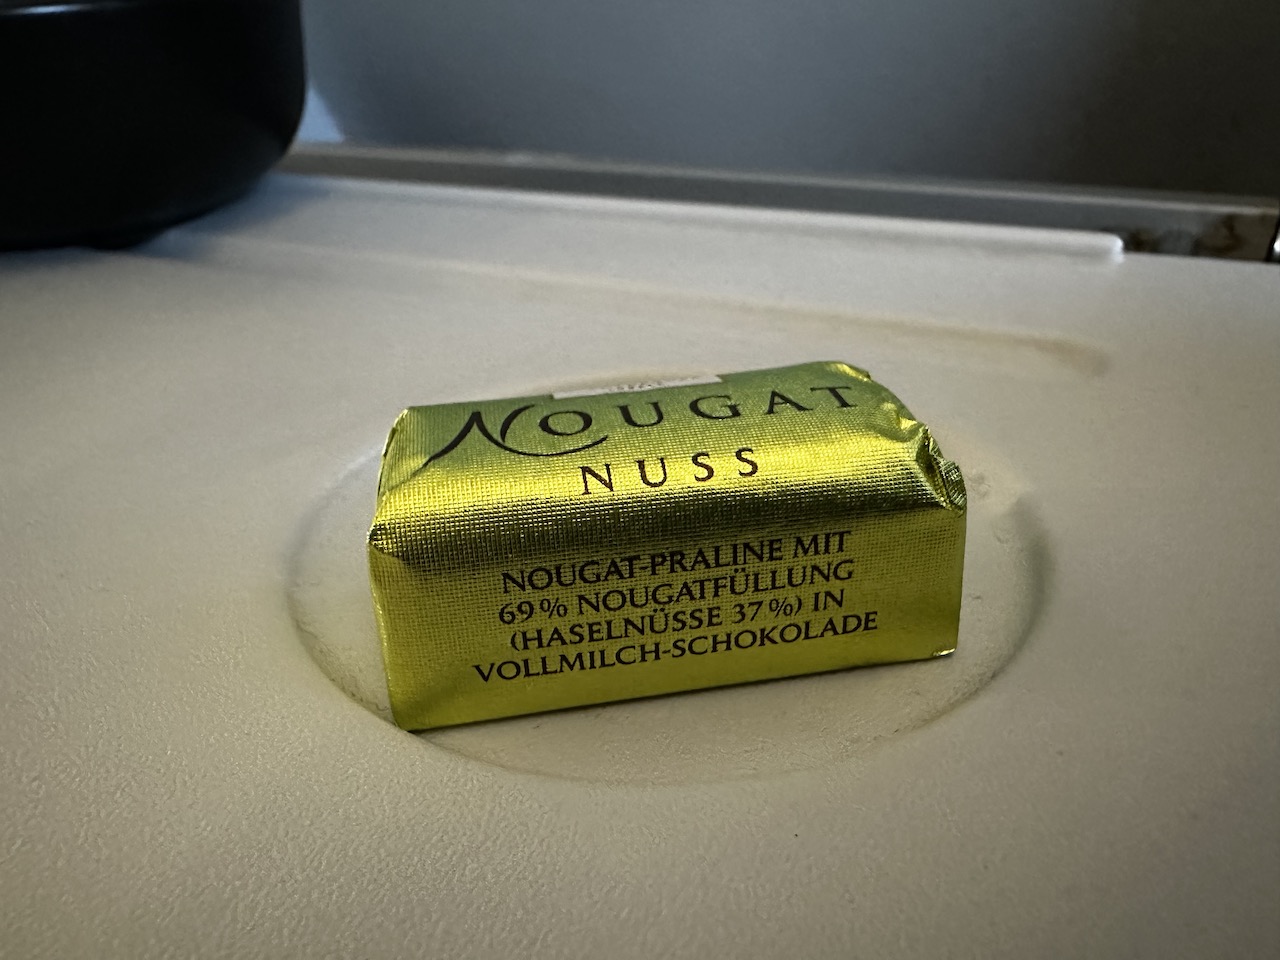 NOUGAT
NUSS
NOUGAT-PRALINE MIT
69 % NOUGATFÜLLUNG
(HASELNÜSSE 37 %) IN
VOLLMILCH-SCHOKOLADE